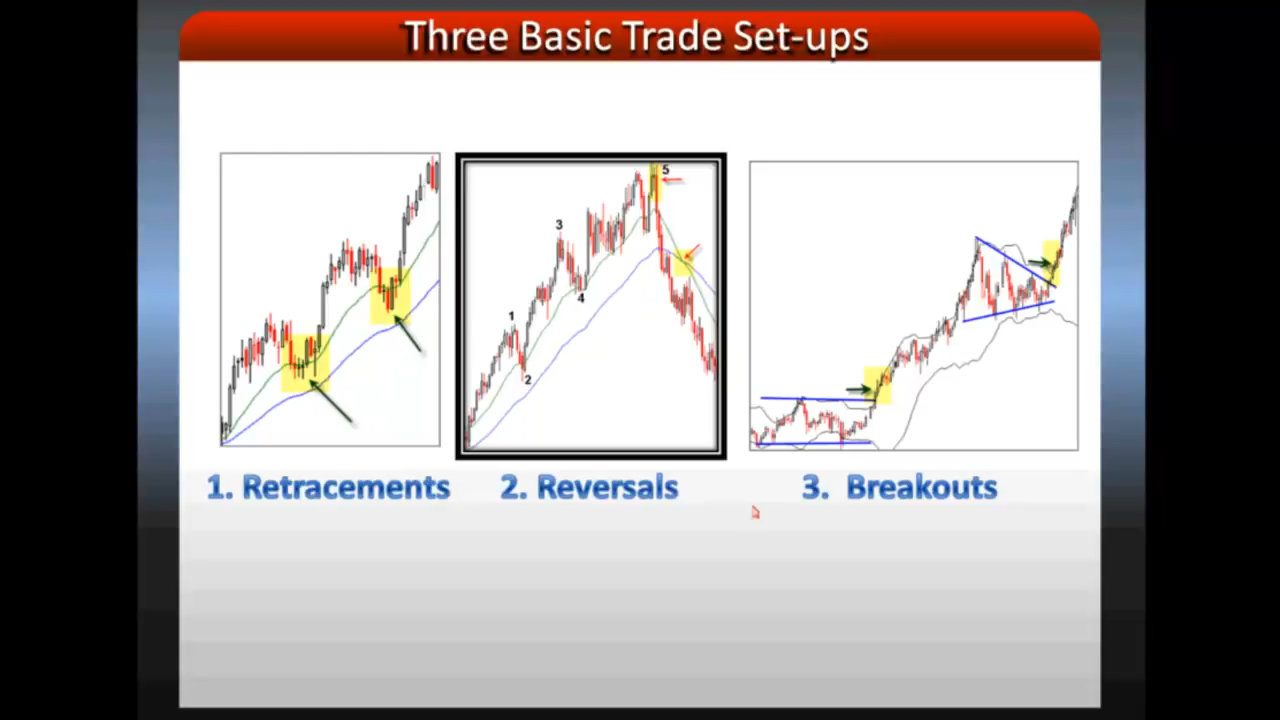 Three Basic Trade Set-ups
1
2
3
4
5
1. Retracements
2. Reversals
3. Breakouts